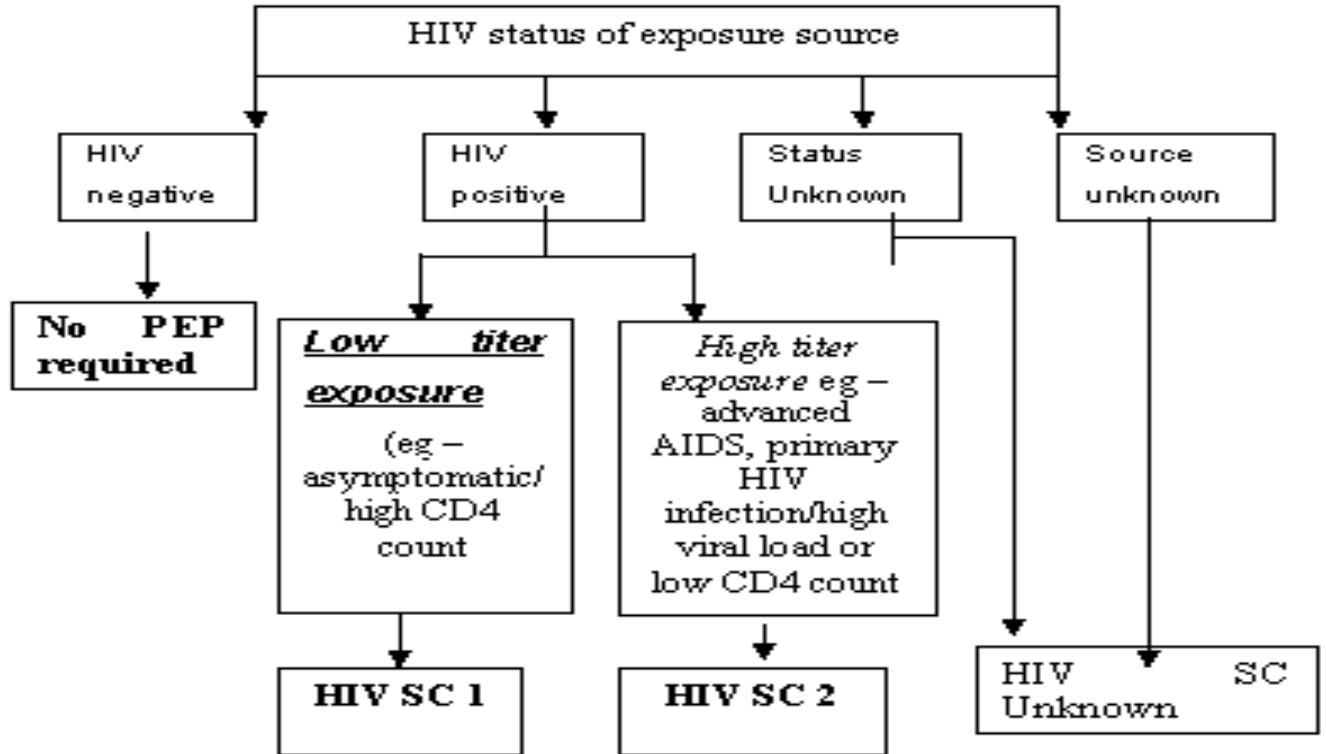 HIV status of exposure source
HIV
negative
HIV
positive
Status
Unknown
Source
unknown
No PEP
required
Low titer
exposure
(eg –
asymptomatic/
high CD4
count
High titer
exposure eg –
advanced
AIDS, primary
HIV
infection/high
viral load or
low CD4 count
HIV SC 1
HIV SC 2
HIV SC
Unknown